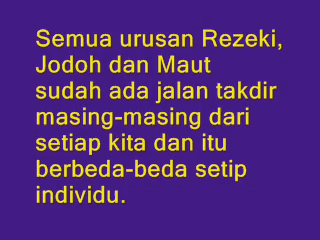 Semua urusan Rezeki,
Jodoh dan Maut
sudah ada jalan takdir
masing-masing dari
setiap kita dan itu
berbeda-beda setip
individu.